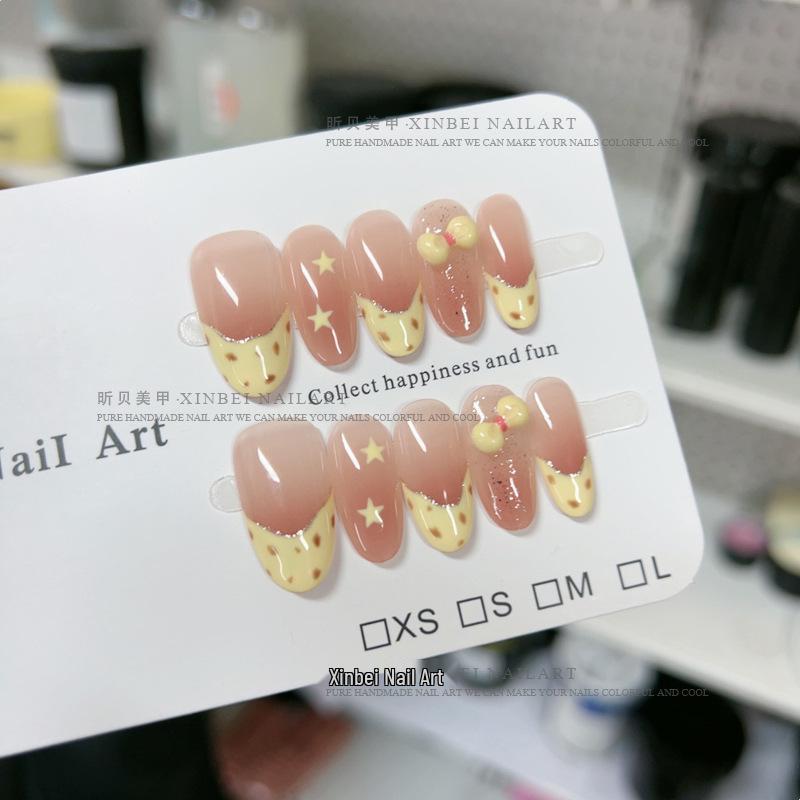 昕贝美甲·XINBEI NAILART
PURE HANDMADE NAIL ART WE CAN MAKE YOUR NAILS COLORFUL AND COOL
Collect happiness and fun
昕贝美甲·XINBEI NAILART
PURE HANDMADE NAIL ART WE CAN MAKE YOUR NAILS COLORFUL AND COOL
NaiI Art
☐XS ☐S ☐M ☐L
Xinbei Nail Art
NAILART
PURE HANDMADE NAIL ART WE CAN MAKE YOUR NAILS COLORFUL AND COOL